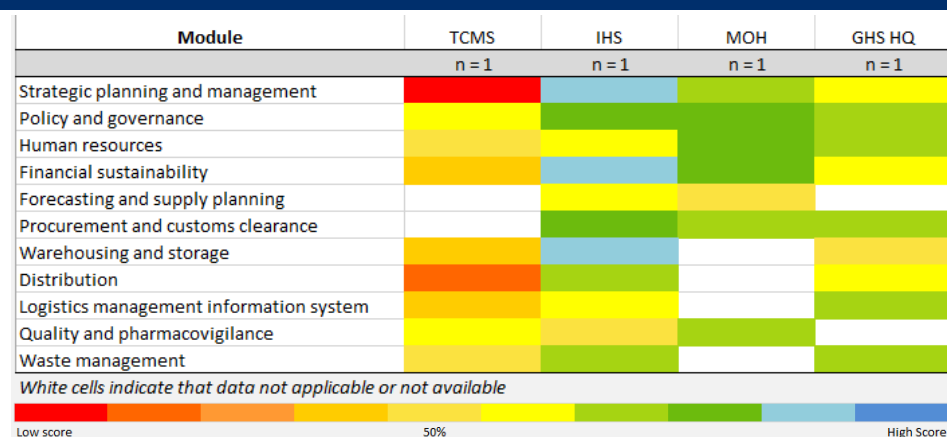 Module TCMS IHS MOH GHS HQ
n = 1 n = 1 n = 1 n = 1
Strategic planning and management
Policy and governance
Human resources
Financial sustainability
Forecasting and supply planning
Procurement and customs clearance
Warehousing and storage
Distribution
Logistics management information system
Quality and pharmacovigilance
Waste management
White cells indicate that data not applicable or not available
Low score 50% High Score